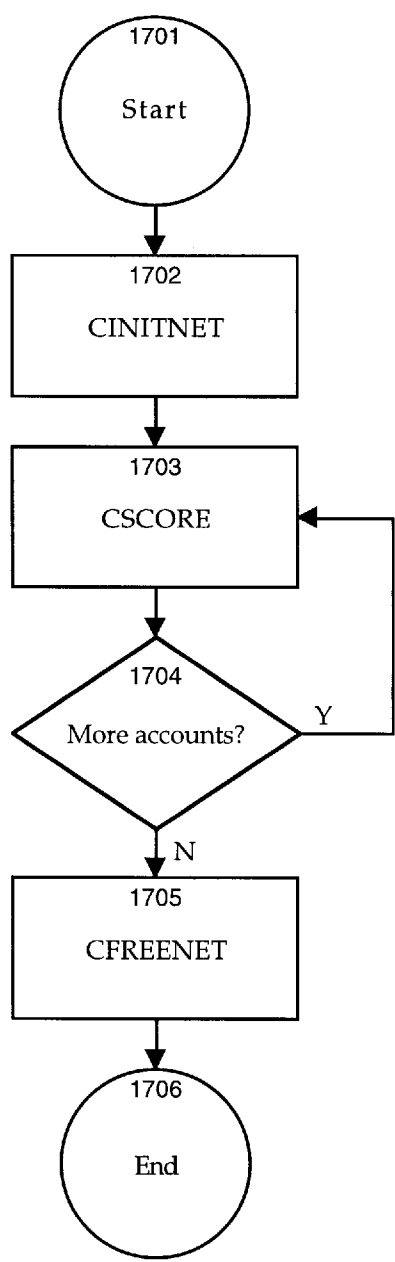 1701
Start
1702
CINITNET
1703
CSCORE
1704
More accounts?
Y
N
1705
CFREENET
1706
End